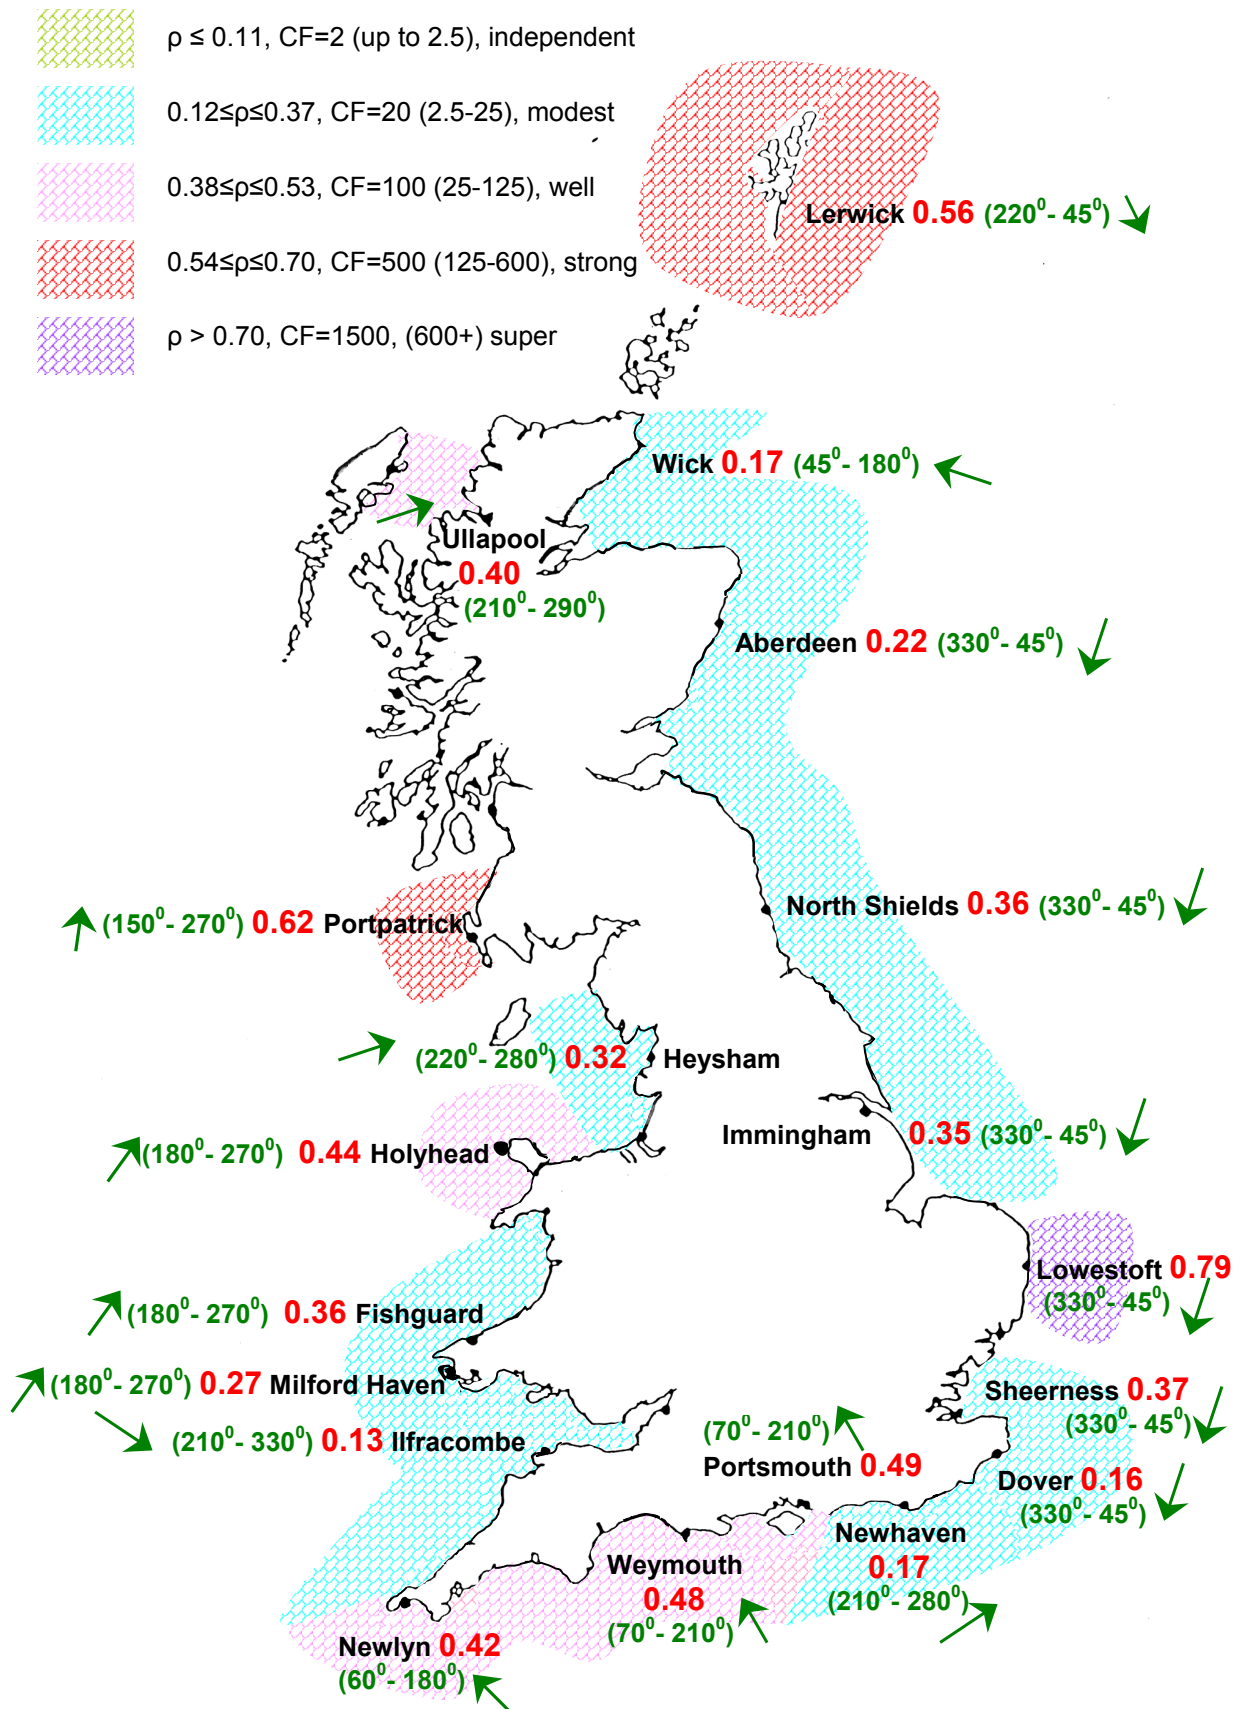 ρ ≤ 0.11, CF=2 (up to 2.5), independent
0.12≤ρ≤0.37, CF=20 (2.5-25), modest
0.38≤ρ≤0.53, CF=100 (25-125), well
0.54≤ρ≤0.70, CF=500 (125-600), strong
ρ > 0.70, CF=1500, (600+) super
Lerwick 0.56 (220⁰- 45⁰)
Wick 0.17 (45⁰- 180⁰)
Ullapool
0.40
(210⁰- 290⁰)
Aberdeen 0.22 (330⁰- 45⁰)
North Shields 0.36 (330⁰- 45⁰)
(150⁰- 270⁰) 0.62 Portpatrick
(220⁰- 280⁰) 0.32 Heysham
Immingham 0.35 (330⁰- 45⁰)
(180⁰- 270⁰) 0.44 Holyhead
Lowestoft 0.79
(330⁰- 45⁰)
(180⁰- 270⁰) 0.36 Fishguard
(180⁰- 270⁰) 0.27 Milford Haven
Sheerness 0.37
(330⁰- 45⁰)
(210⁰- 330⁰) 0.13 Ilfracombe
(70⁰- 210⁰)
Portsmouth 0.49
Dover 0.16
(330⁰- 45⁰)
Newhaven
0.17
(210⁰- 280⁰)
Weymouth
0.48
(70⁰- 210⁰)
Newlyn 0.42
(60⁰- 180⁰)